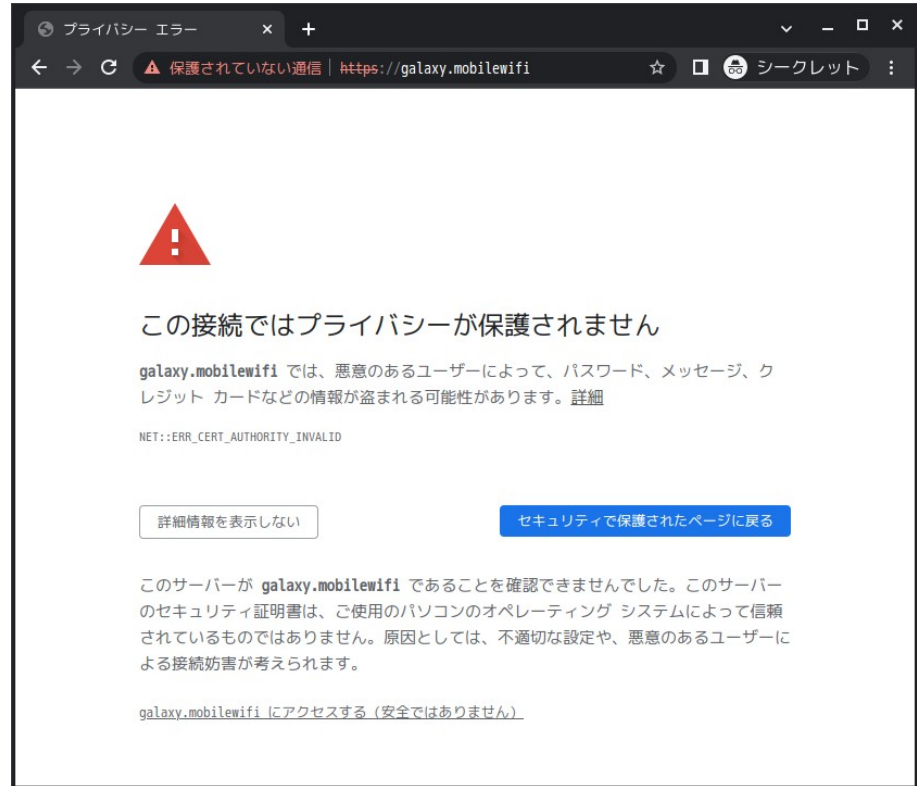 プライバシー エラー
保護されていない通信 https://galaxy.mobilewifi
シークレット
この接続ではプライバシーが保護されません
galaxy.mobilewifi では、悪意のあるユーザーによって、パスワード、メッセージ、ク
レジット カードなどの情報が盗まれる可能性があります。詳細
NET::ERR_CERT_AUTHORITY_INVALID
詳細情報を表示しない
セキュリティで保護されたページに戻る
このサーバーが galaxy.mobilewifi であることを確認できませんでした。このサーバー
のセキュリティ証明書は、ご使用のパソコンのオペレーティング システムによって信頼
されているものではありません。原因としては、不適切な設定や、悪意のあるユーザーに
よる接続妨害が考えられます。
galaxy.mobilewifi にアクセスする（安全ではありません）